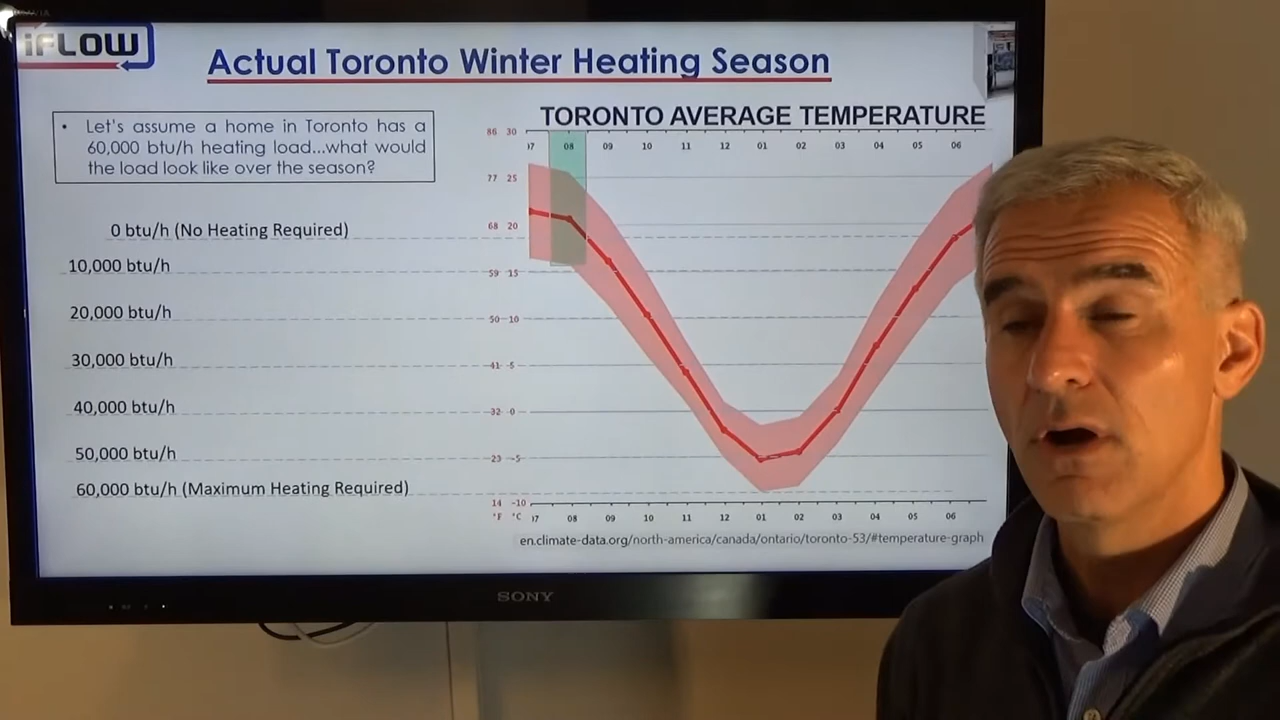 iFLOW
Actual Toronto Winter Heating Season
• Let's assume a home in Toronto has a
60,000 btu/h heating load...what would
the load look like over the season?
TORONTO AVERAGE TEMPERATURE
86 30
07 08 09 10 11 12 01 02 03 04 05 06
77 25
68 20
0 btu/h (No Heating Required)
10,000 btu/h
59 15
20,000 btu/h
50 10
30,000 btu/h
41 5
40,000 btu/h
32 0
50,000 btu/h
23 -5
60,000 btu/h (Maximum Heating Required)
14 -10
°F °C 07 08 09 10 11 12 01 02 03 04 05 06
en.climate-data.org/north-america/canada/ontario/toronto-53/#temperature-graph
SONY